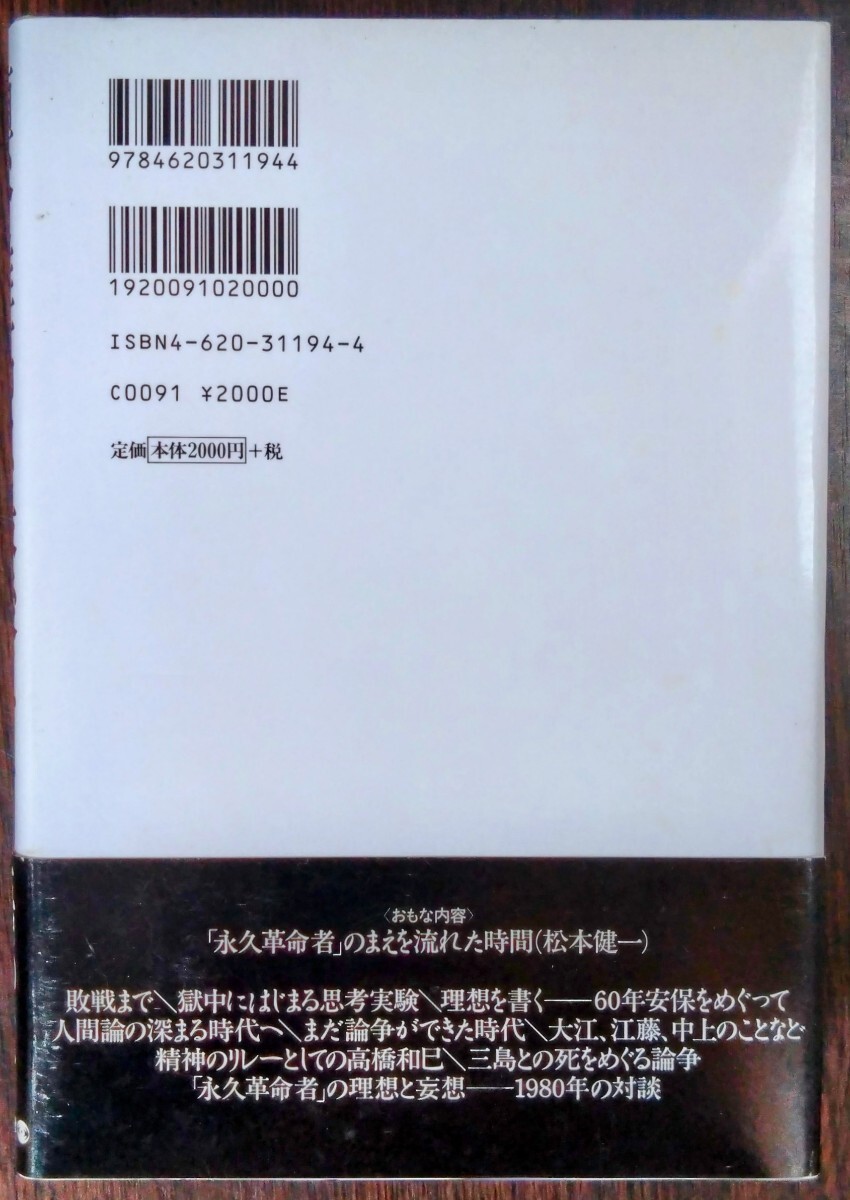 9784620311944
1920091020000
ISBN4-620-31194-4
C0091 ¥2000E
定価本体2000円+税
〈おもな内容〉
「永久革命者」のまえを流れた時間(松本健一)
敗戦まで＼獄中にはじまる思考実験＼理想を書く――60年安保をめぐって
人間論の深まる時代へ＼まだ論争ができた時代＼大江、江藤、中上のことなど
精神のリレーとしての高橋和巳＼三島との死をめぐる論争
「永久革命者」の理想と妄想――1980年の対談